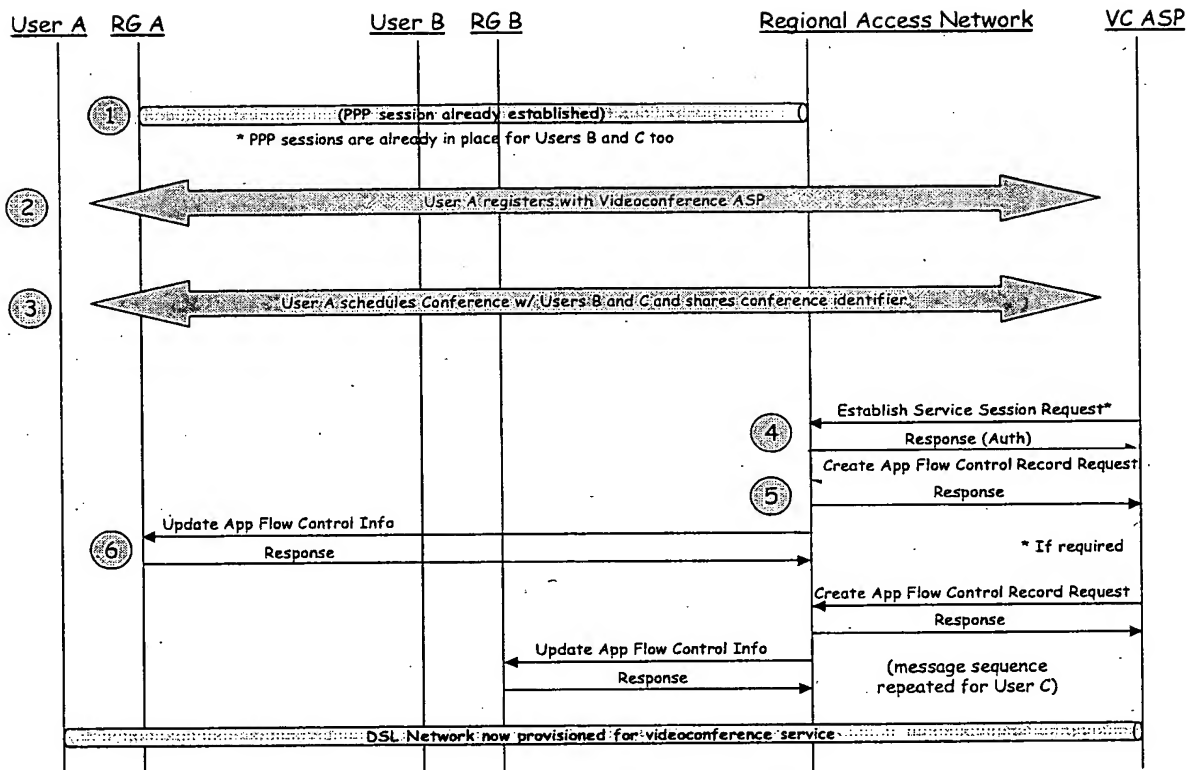 User A RG A User B RG B Regional Access Network VC ASP
1
(PPP session already established)
* PPP sessions are already in place for Users B and C too
2
User A registers with Videoconference ASP
3
User A schedules Conference w/ Users B and C and shares conference identifier
Establish Service Session Request*
4
Response (Auth)
Create App Flow Control Record Request
5
Response
Update App Flow Control Info
6
Response
* If required
Create App Flow Control Record Request
Response
Update App Flow Control Info
Response
(message sequence
repeated for User C)
DSL Network now provisioned for videoconference service